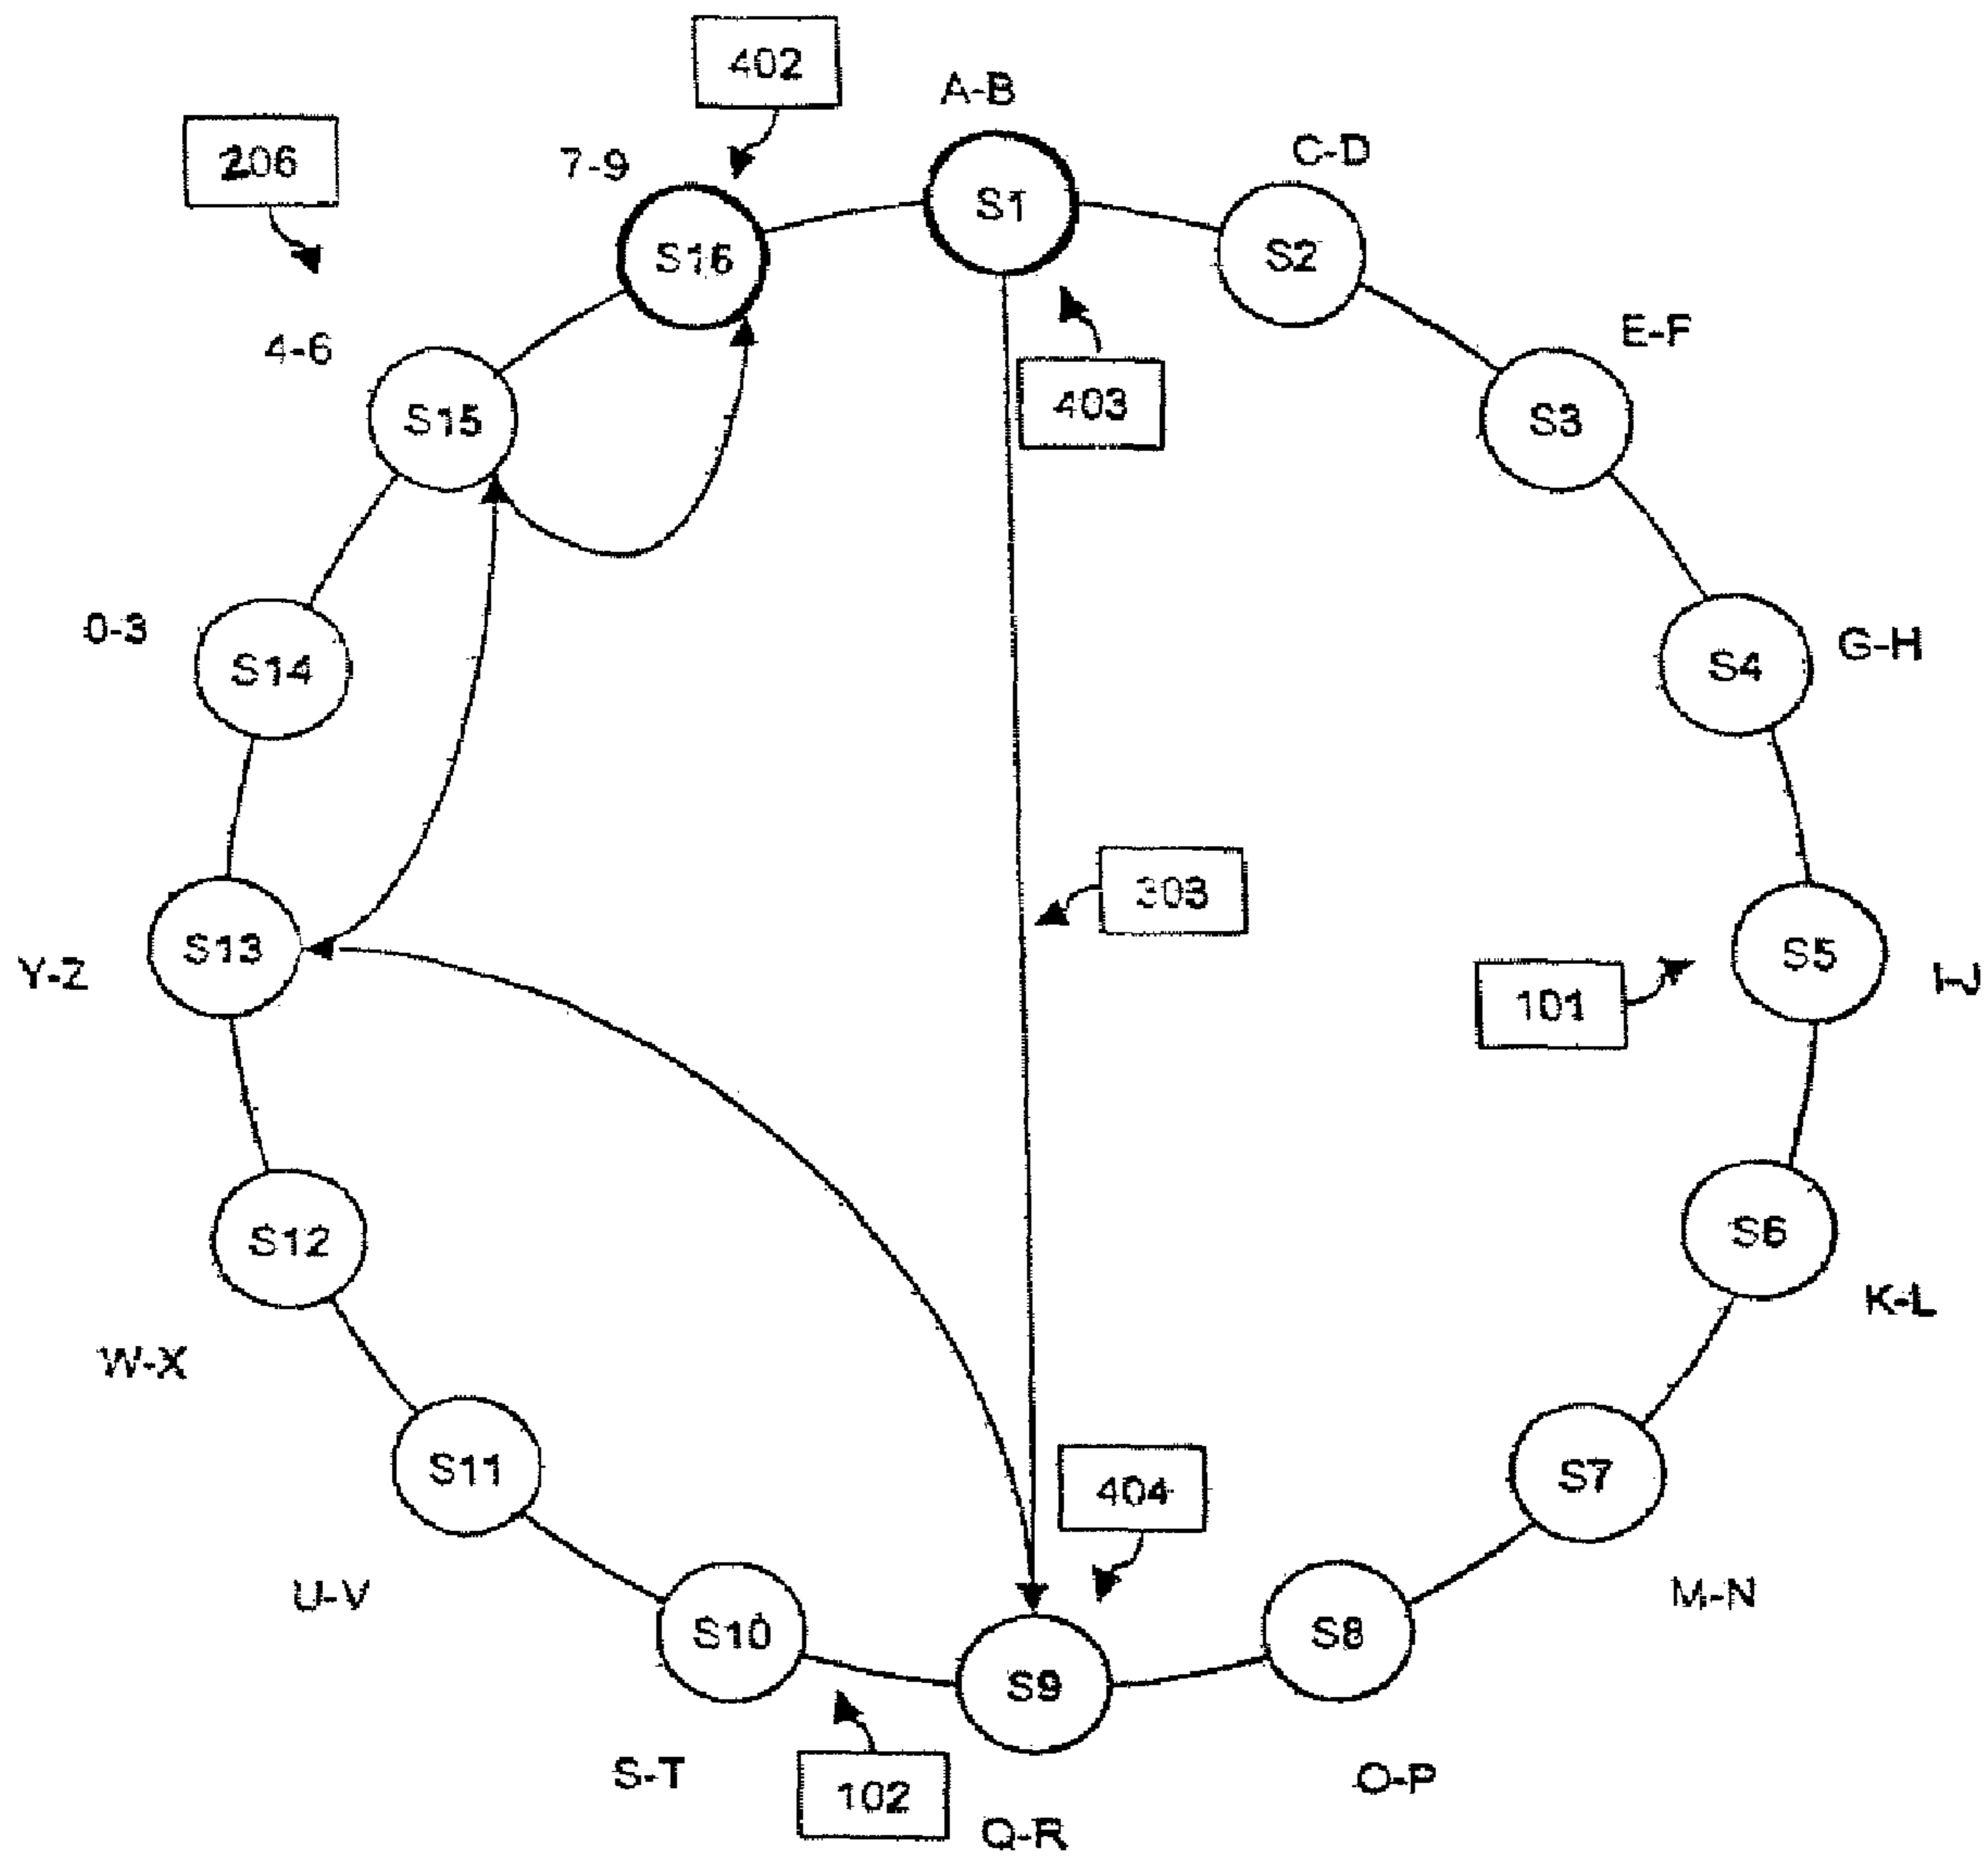 402
A-B
206
7-9
C-D
S1
S16
S2
4-6
E-F
403
S15
S3
0-3
S14
S4
G-H
303
S13
Y-Z
S5
I-J
101
S12
S6
K-L
W-X
S11
S7
404
U-V
M-N
S10
S8
S9
S-T
102
O-P
Q-R